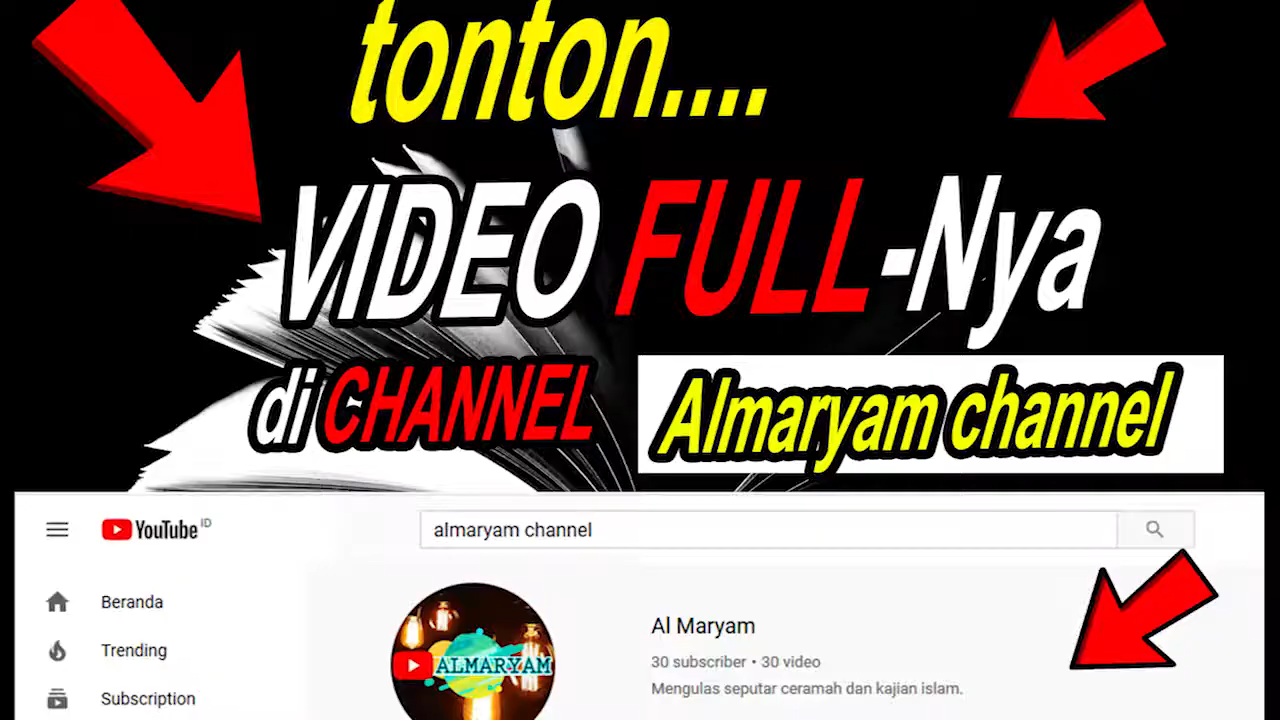 tonton....
VIDEO FULL-Nya
di CHANNEL Almaryam channel
YouTube ID
almaryam channel
Beranda
Trending
Subscription
ALMARYAM
Al Maryam
30 subscriber • 30 video
Mengulas seputar ceramah dan kajian islam.